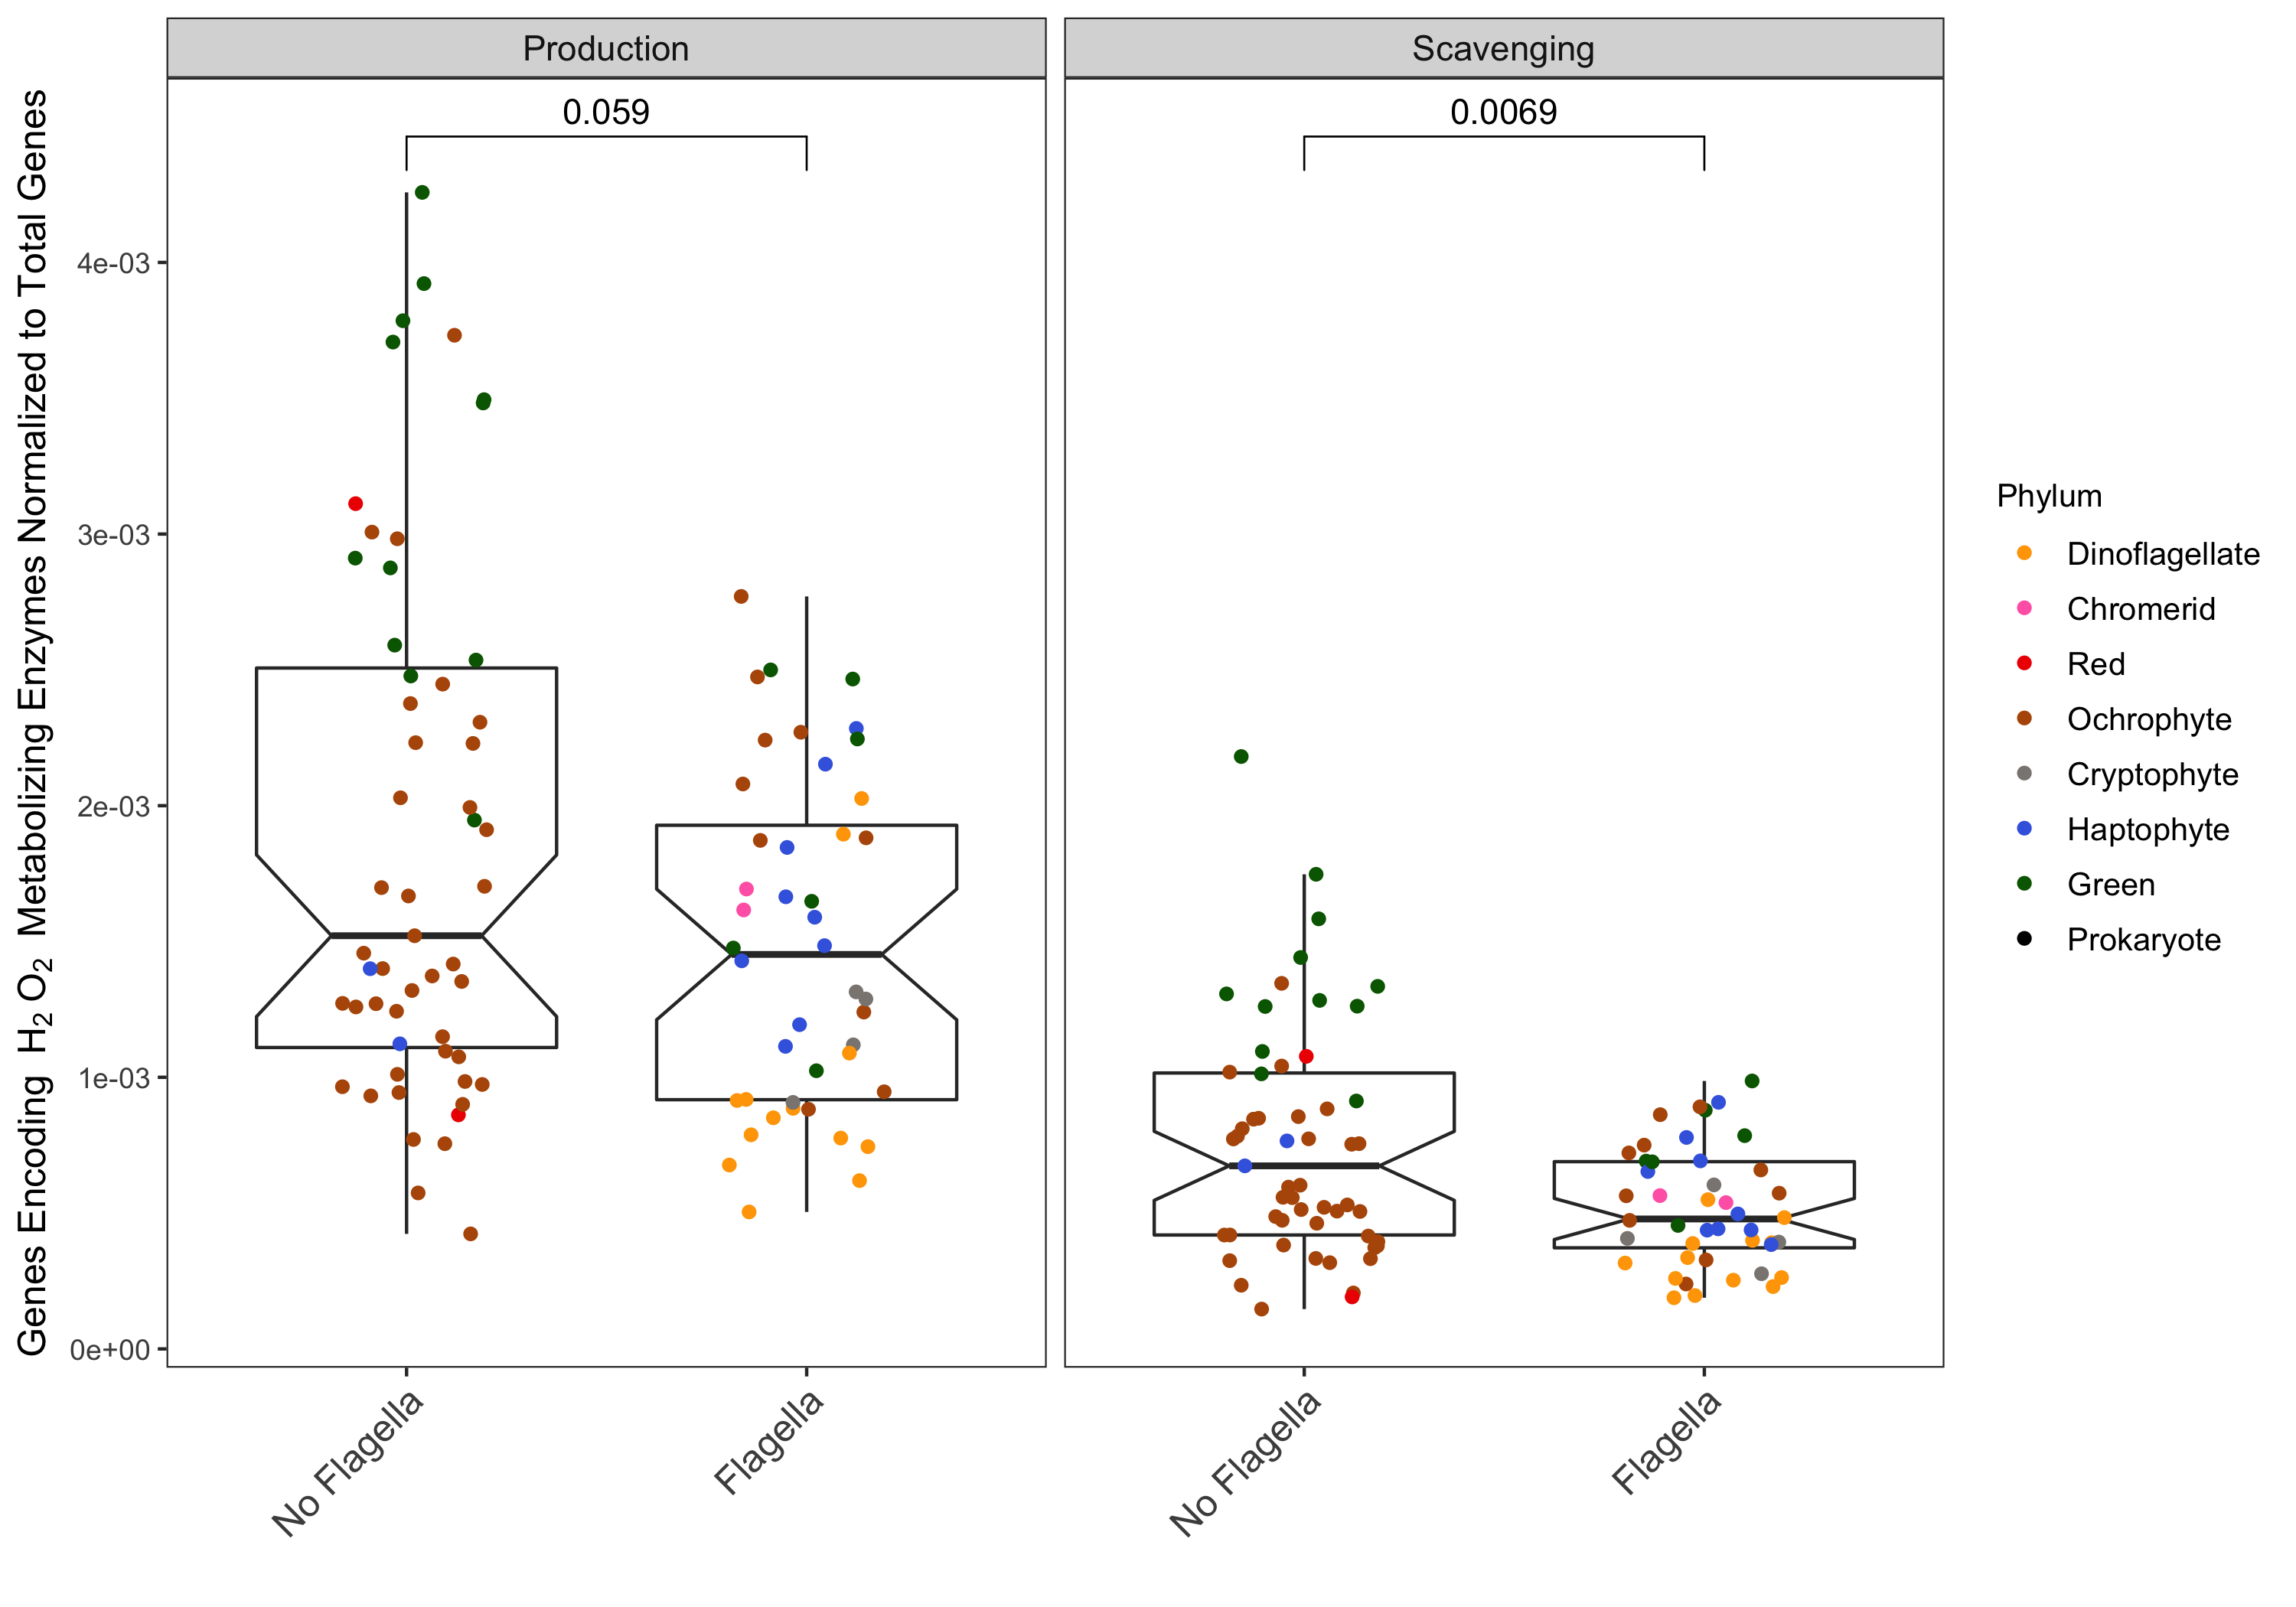 Production
Scavenging
0.059
0.0069
Genes Encoding H₂O₂ Metabolizing Enzymes Normalized to Total Genes
4e-03
3e-03
2e-03
1e-03
0e+00
No Flagella
Flagella
No Flagella
Flagella
Phylum
Dinoflagellate
Chromerid
Red
Ochrophyte
Cryptophyte
Haptophyte
Green
Prokaryote